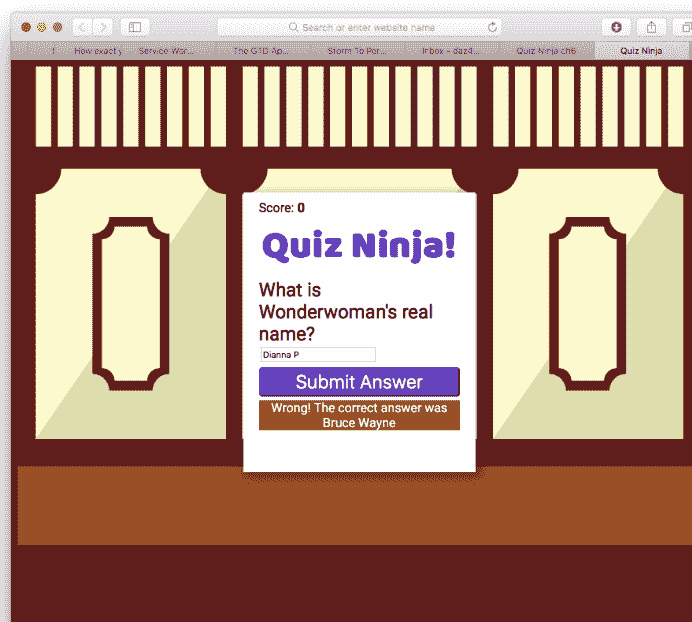 Search or enter website name
How exactly Service Wor... The GTD Ap... Storm To Per... Inbox – daz4... Quiz Ninja ch6 Quiz Ninja
Score: 0
Quiz Ninja!
What is
Wonderwoman's real
name?
Dianna P
Submit Answer
Wrong! The correct answer was
Bruce Wayne